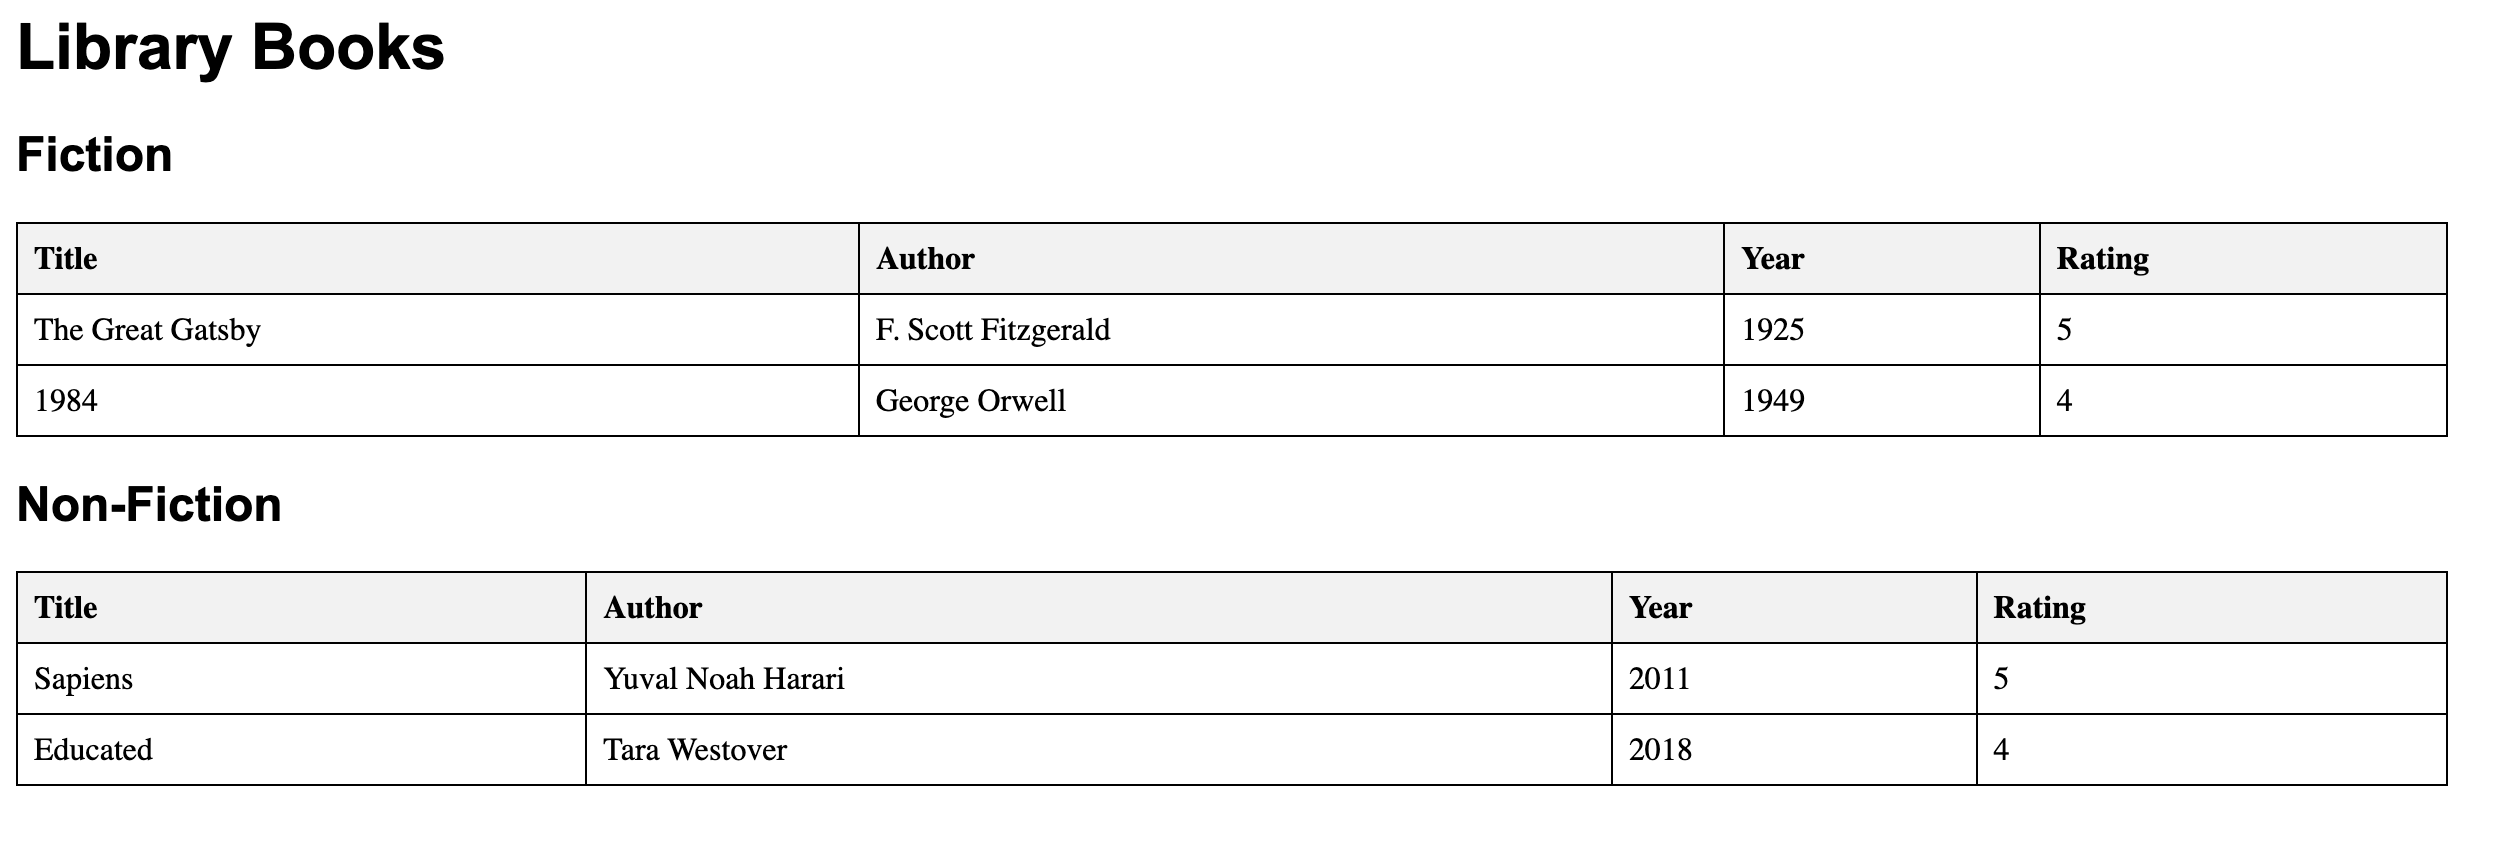 Library Books
Fiction
Title Author Year Rating
The Great Gatsby F. Scott Fitzgerald 1925 5
1984 George Orwell 1949 4
Non-Fiction
Title Author Year Rating
Sapiens Yuval Noah Harari 2011 5
Educated Tara Westover 2018 4